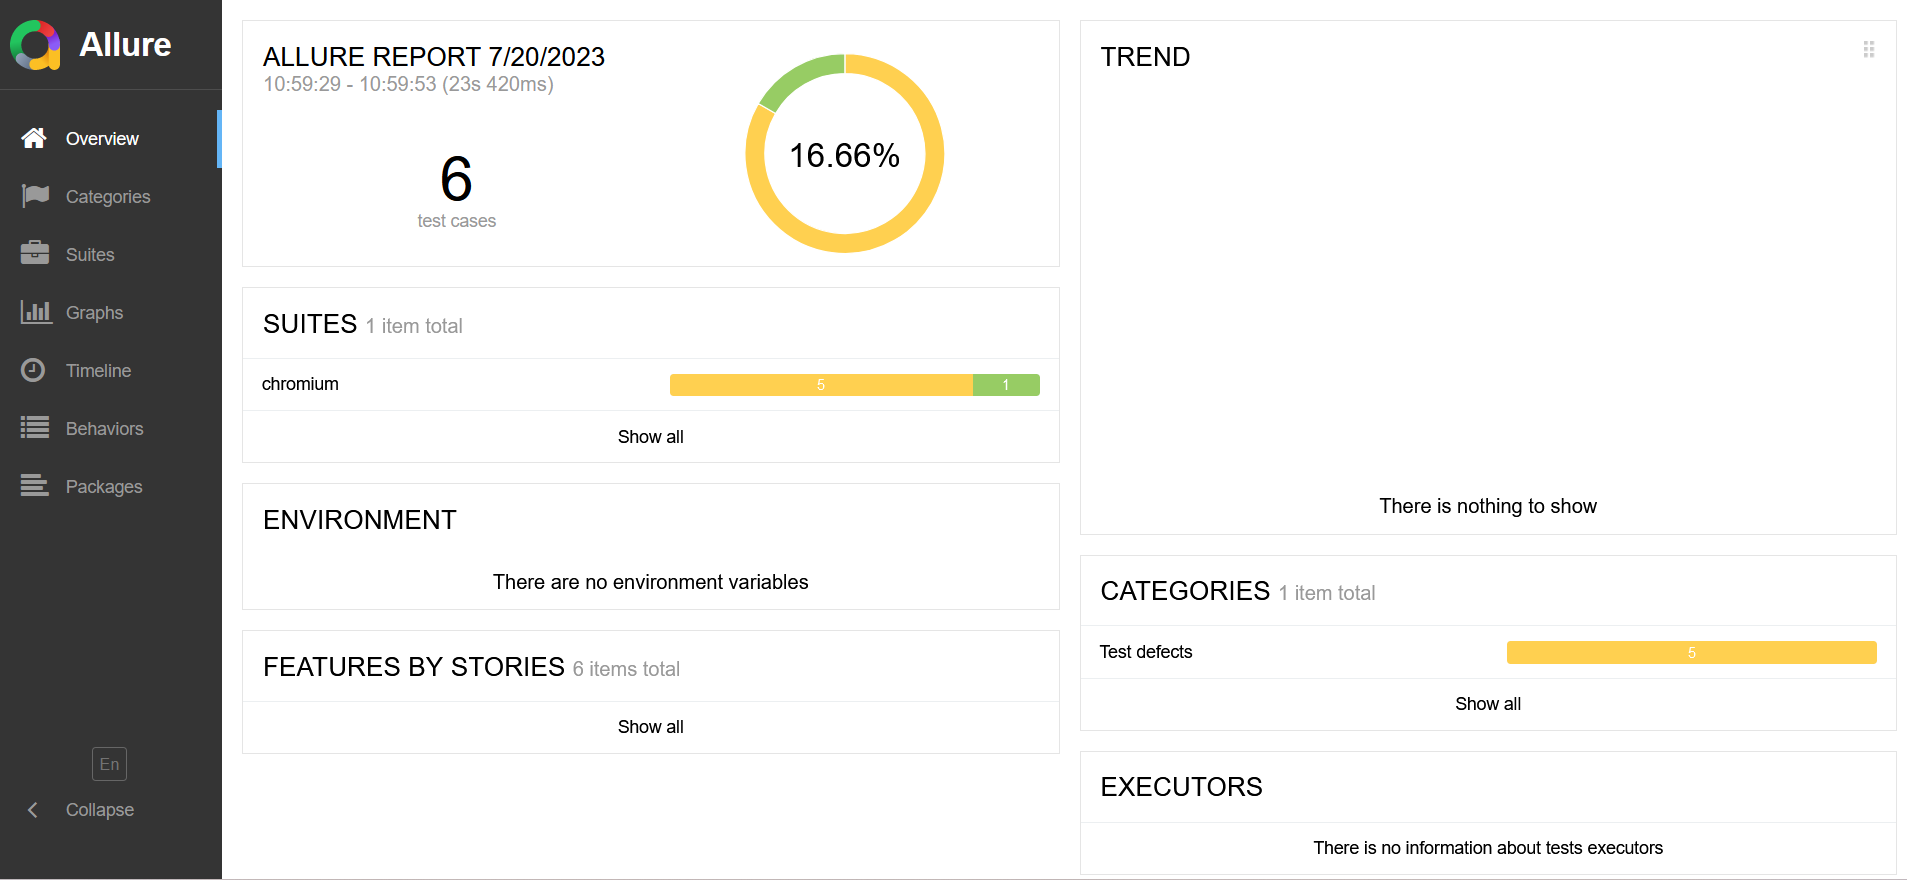 Allure
Overview
Categories
Suites
Graphs
Timeline
Behaviors
Packages
En
Collapse
ALLURE REPORT 7/20/2023
10:59:29 - 10:59:53 (23s 420ms)
6
test cases
16.66%
SUITES 1 item total
chromium 5 1
Show all
ENVIRONMENT
There are no environment variables
FEATURES BY STORIES 6 items total
Show all
TREND
There is nothing to show
CATEGORIES 1 item total
Test defects 5
Show all
EXECUTORS
There is no information about tests executors